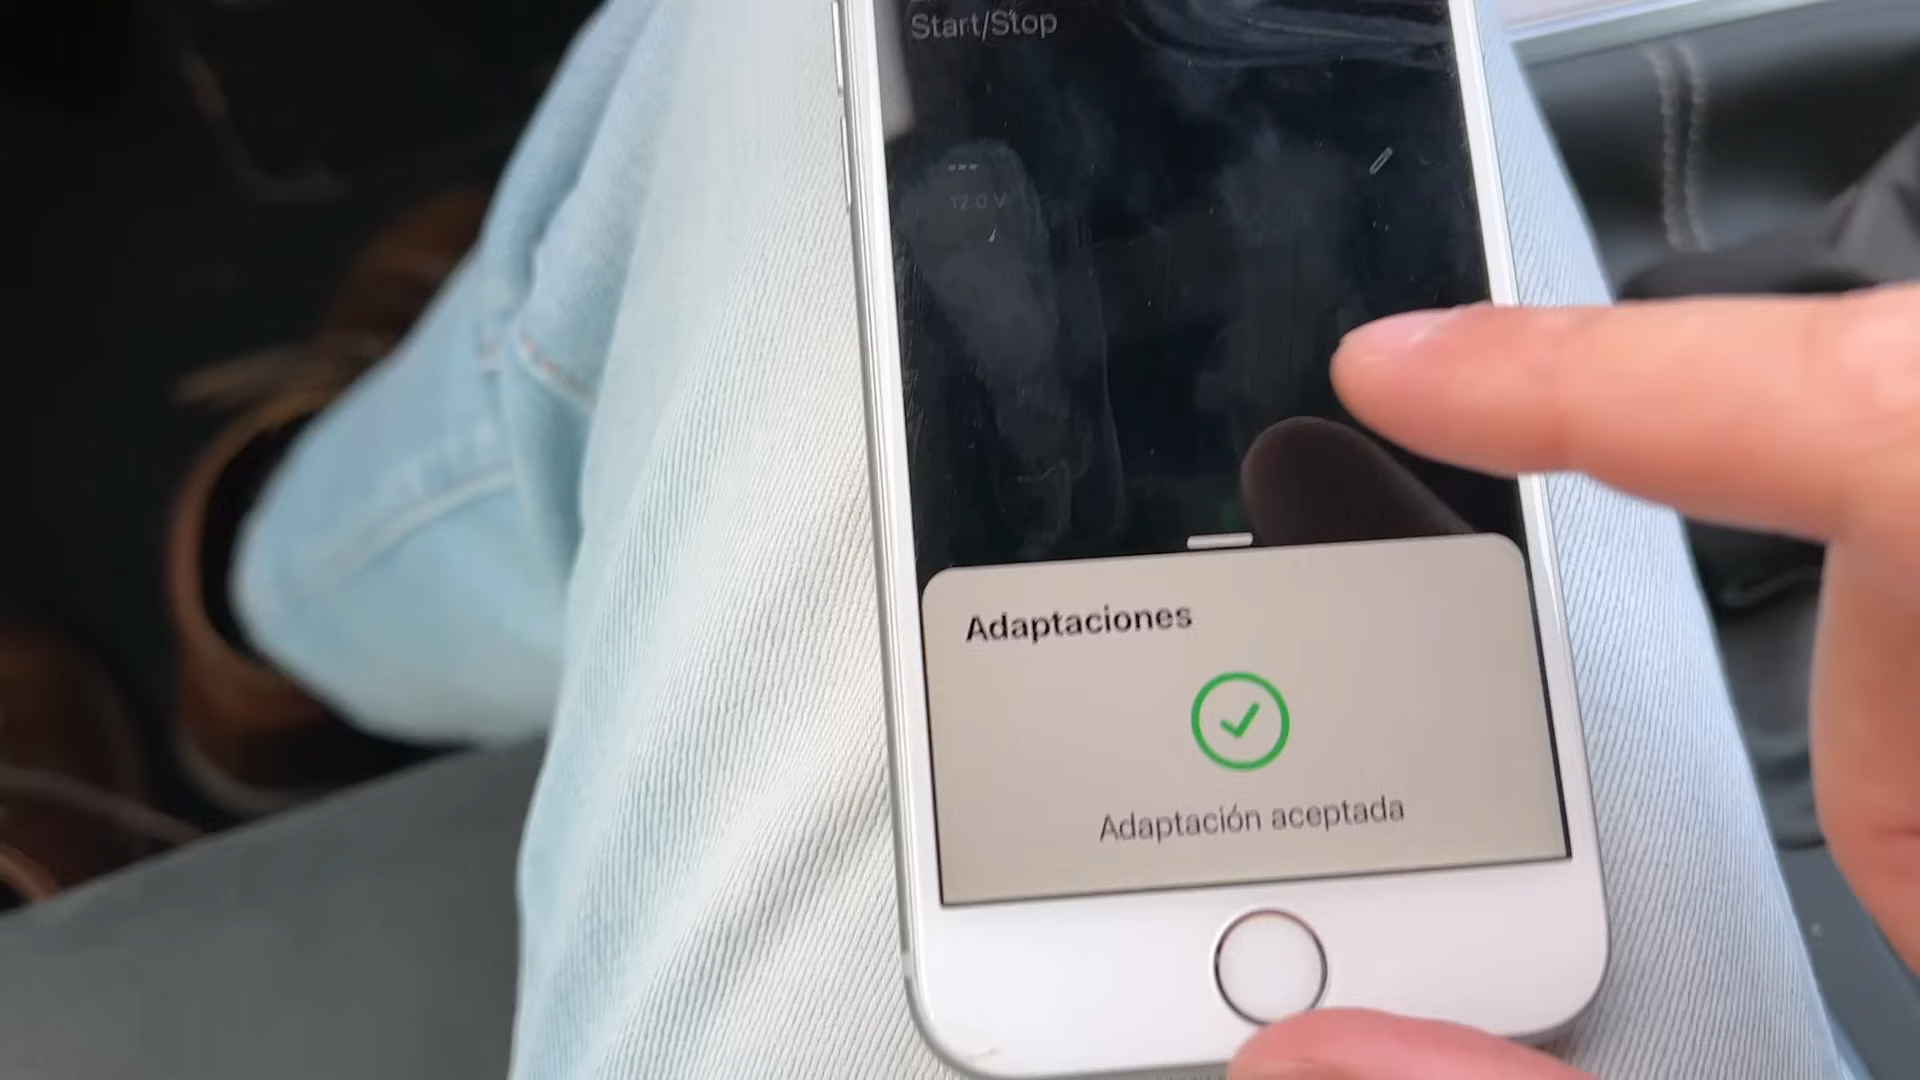 Start/Stop
---
12.0 V
Adaptaciones
Adaptación aceptada